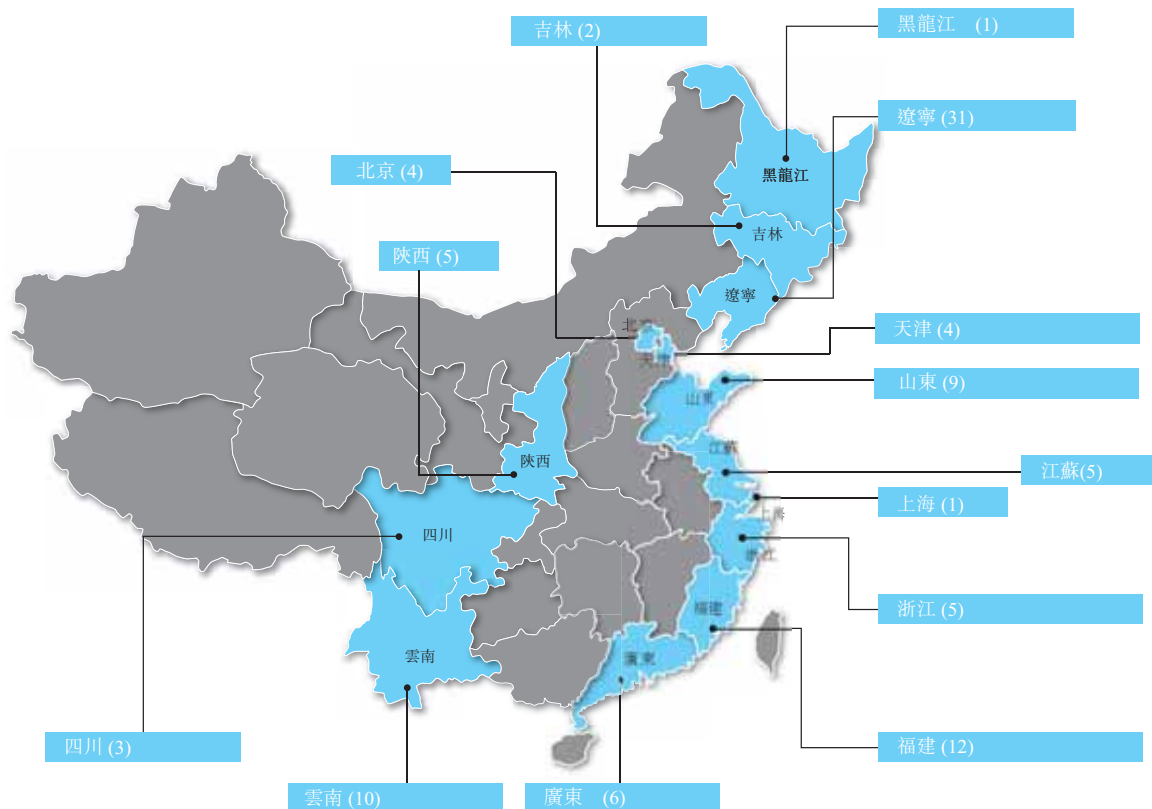 黑龍江 (1)
吉林 (2)
遼寧 (31)
北京 (4)
黑龍江
吉林
陝西 (5)
遼寧
北京
天津 (4)
天津
山東 (9)
山東
江蘇
陝西
江蘇(5)
上海 (1)
上海
四川
浙江
福建
浙江 (5)
雲南
廣東
四川 (3)
福建 (12)
雲南 (10)
廣東 (6)